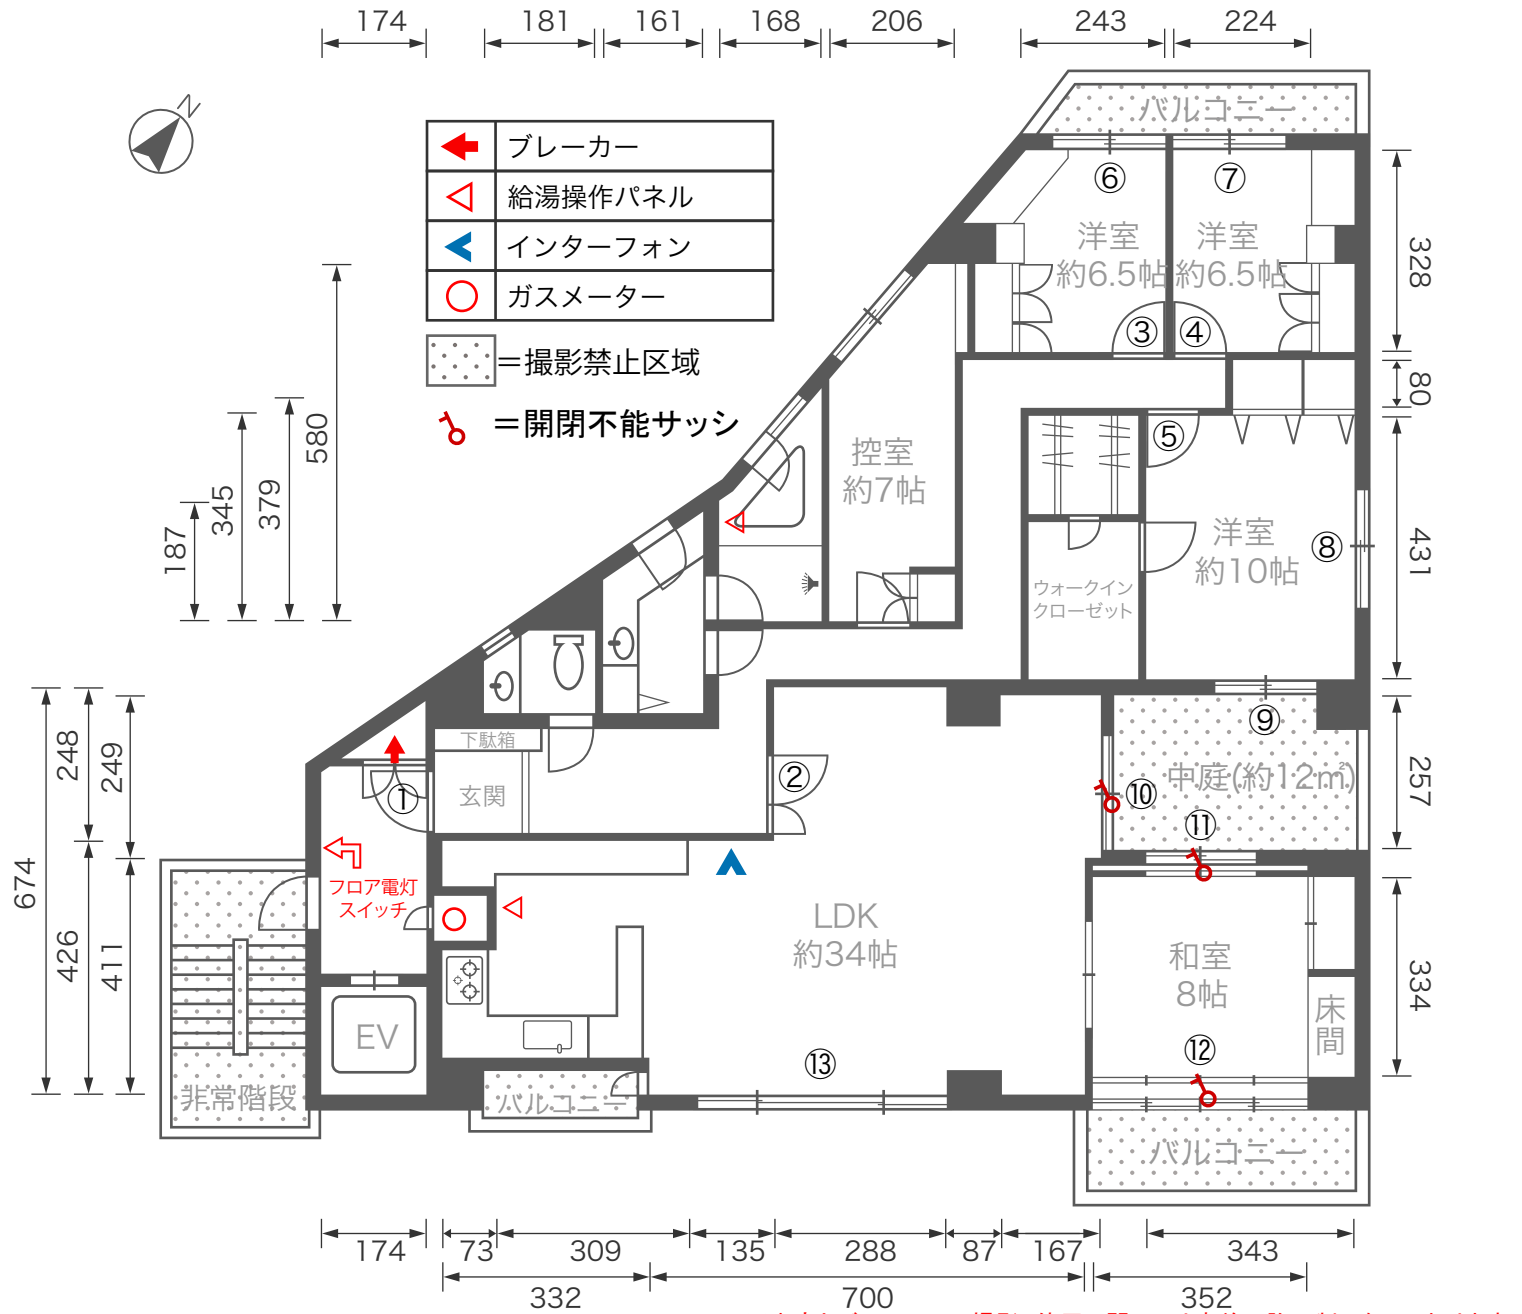 174
181
161
168
206
243
224
N
バルコニー
ブレーカー
給湯操作パネル
インターフォン
ガスメーター
=撮影禁止区域
=開閉不能サッシ
⑥
⑦
洋室
約6.5帖
洋室
約6.5帖
③
④
328
80
431
257
334
580
379
345
187
控室
約7帖
⑤
洋室
約10帖
⑧
ウォークイン
クローゼット
下駄箱
玄関
①
②
⑨
中庭(約12㎡)
⑩
⑪
フロア電灯
スイッチ
LDK
約34帖
和室
8帖
床間
⑫
⑬
EV
非常階段
バルコニー
バルコニー
674
248
249
426
411
174
73
309
135
288
87
167
343
332
700
352